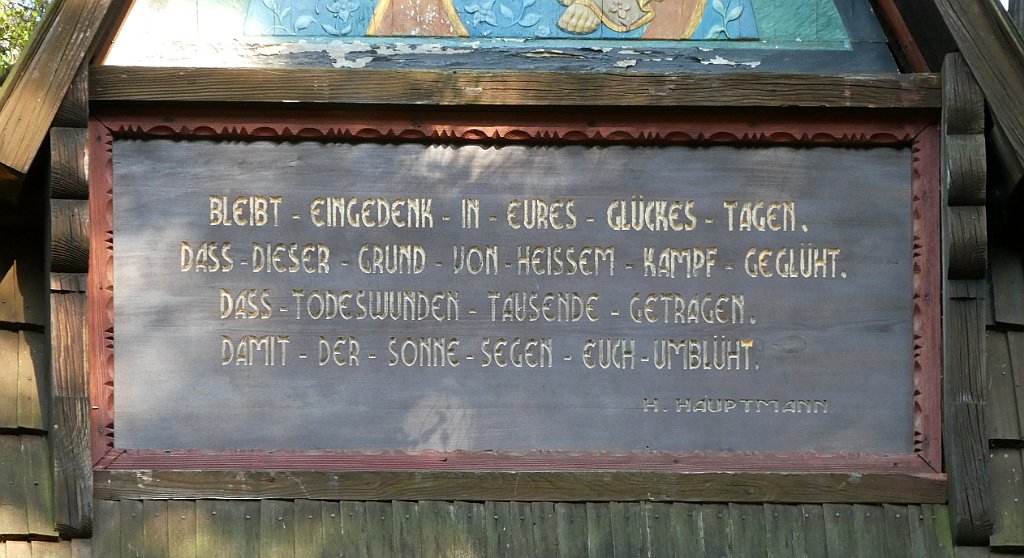 BLEIBT - EINGEDENK - IN - EURES - GLÜCKES - TAGEN.
DASS - DIESER - GRUND - VON - HEISSEM - KAMPF - GEGLÜHT.
DASS - TODESWUNDEN - TAUSENDE - GETRAGEN.
DAMIT - DER - SONNE - SEGEN - EUCH - UMBLÜHT.
H. HAUPTMANN